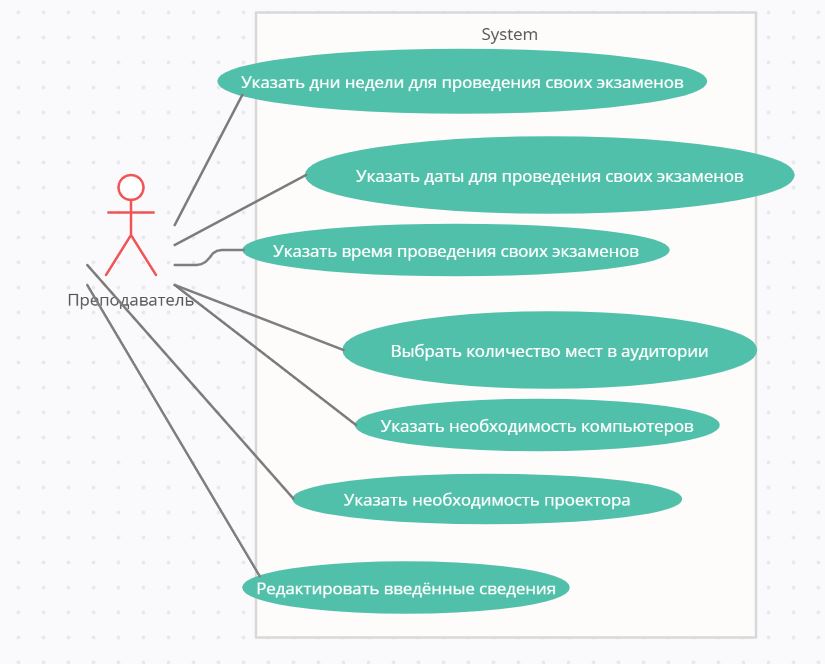 System
Указать дни недели для проведения своих экзаменов
Указать даты для проведения своих экзаменов
Указать время проведения своих экзаменов
Преподаватель
Выбрать количество мест в аудитории
Указать необходимость компьютеров
Указать необходимость проектора
Редактировать введённые сведения